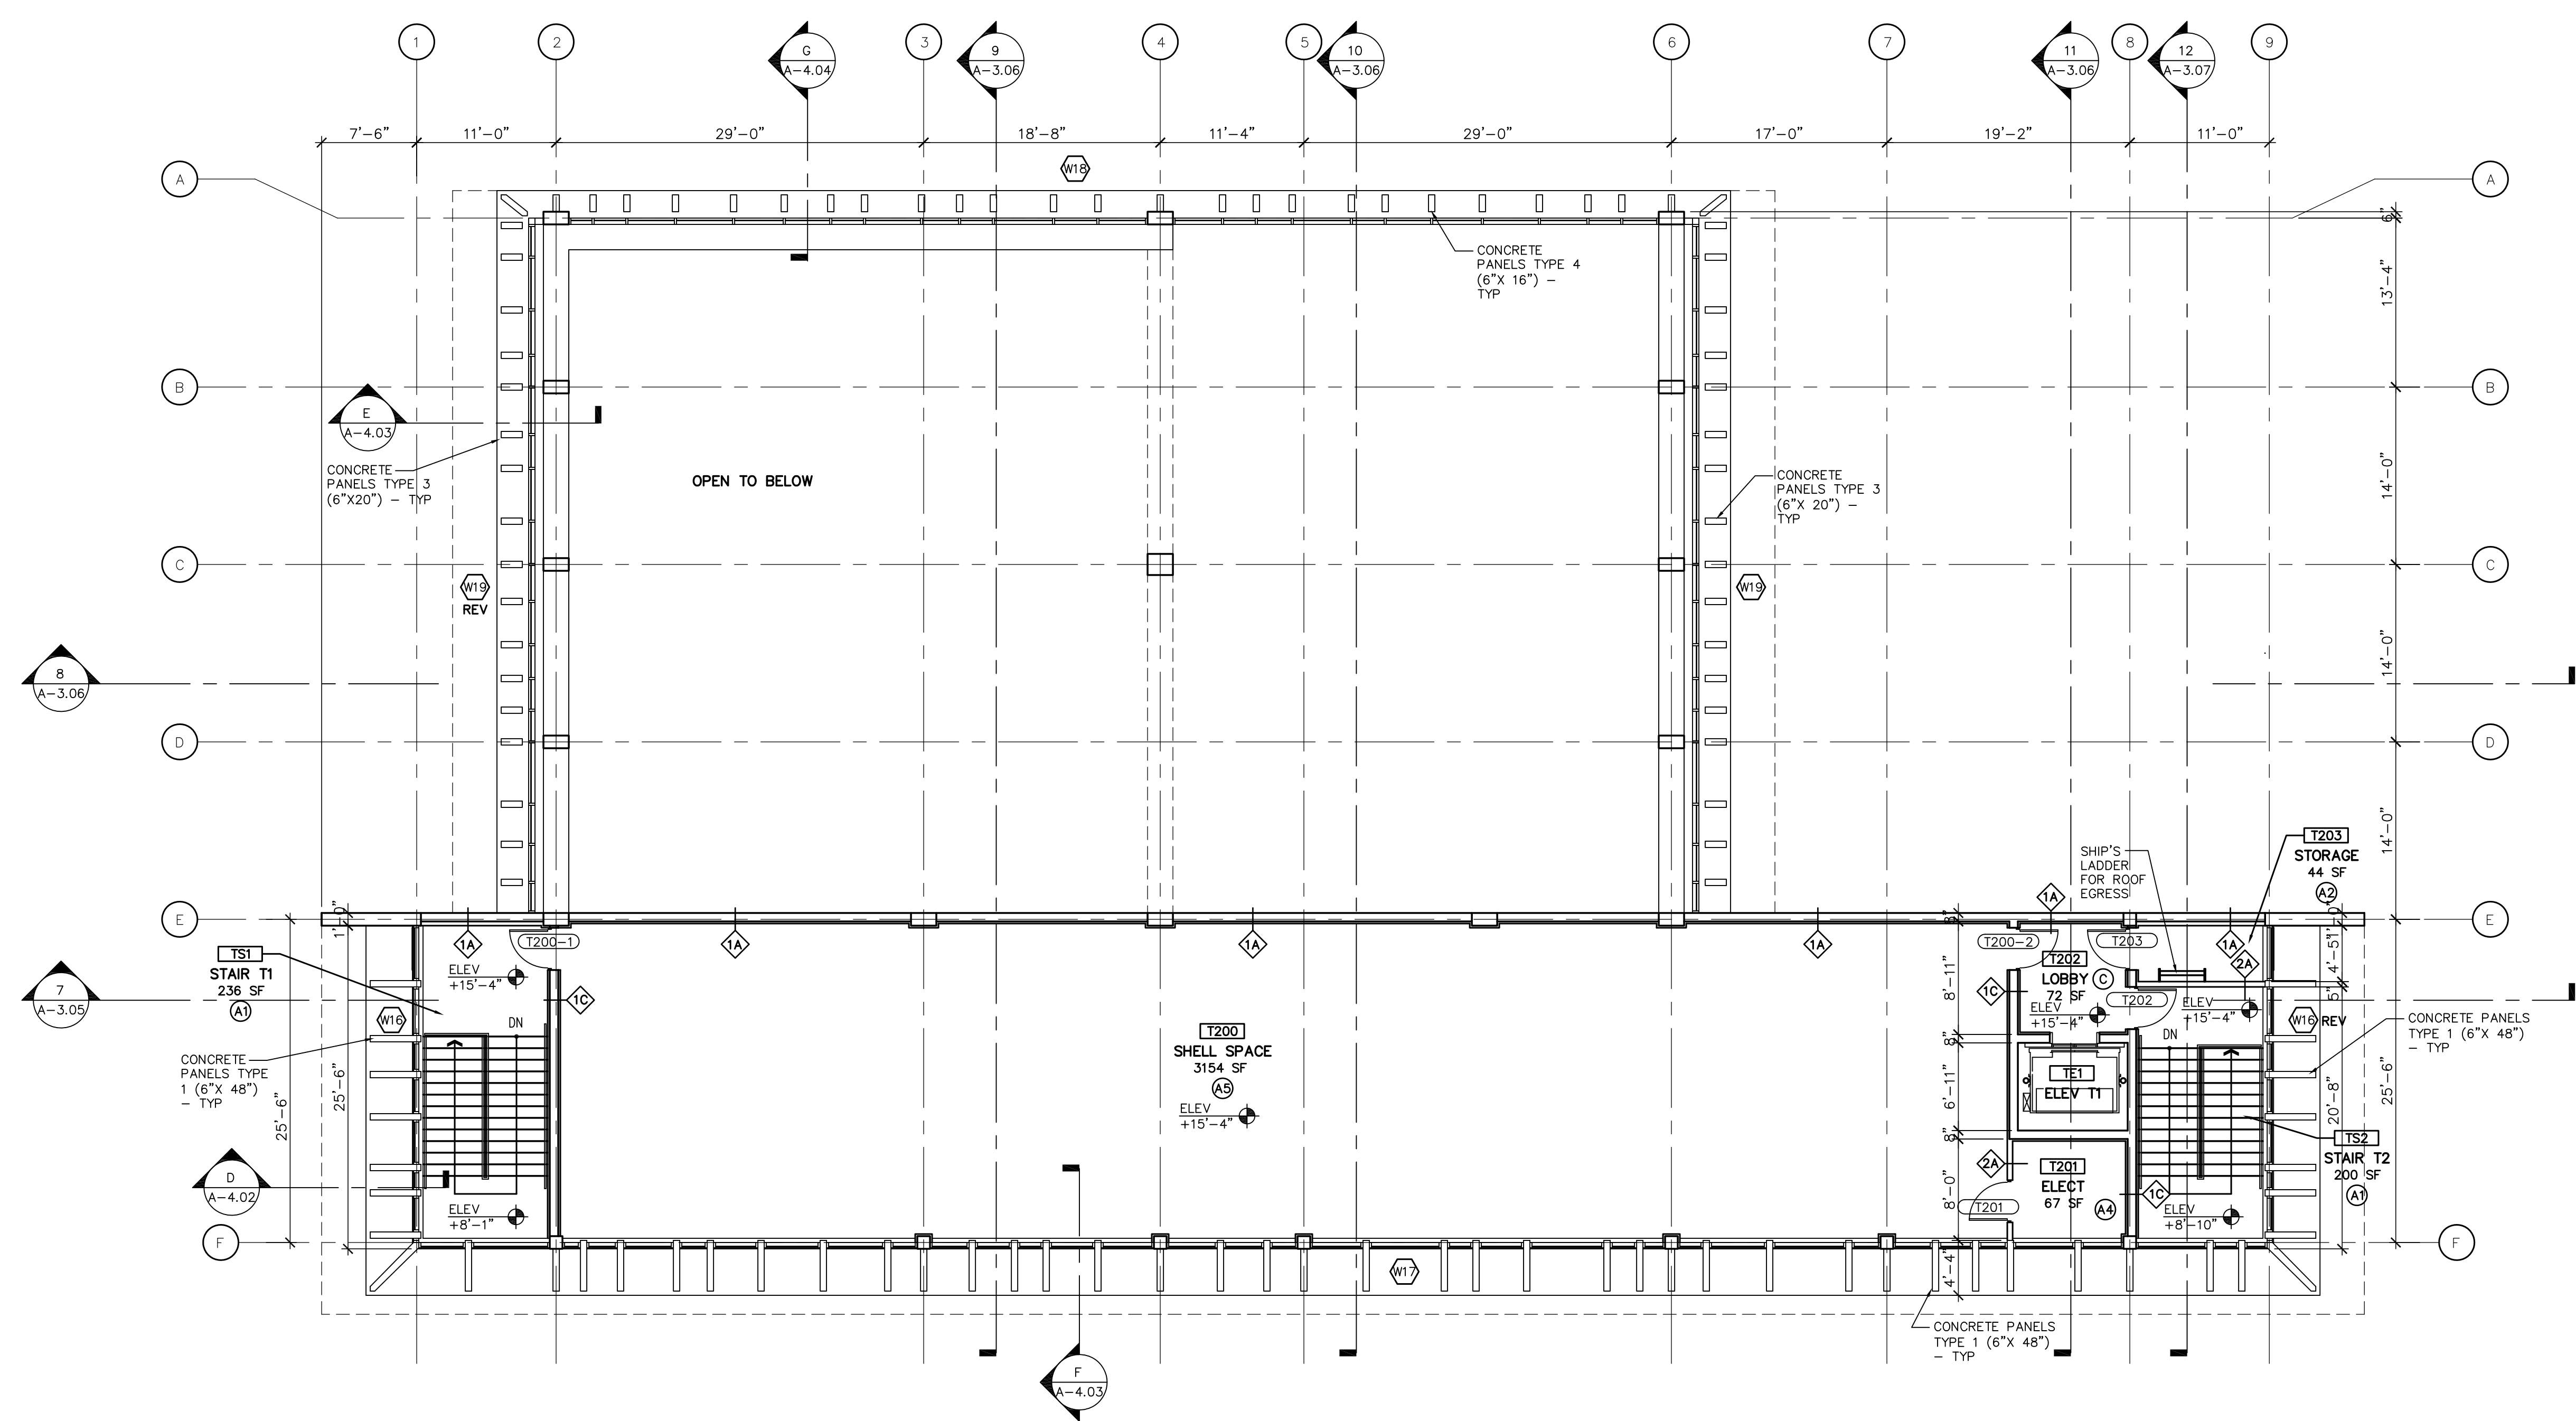 1
2
G
A-4.04
3
9
A-3.06
4
5
10
A-3.06
6
7
11
A-3.06
8
12
A-3.07
9
7'-6"
11'-0"
29'-0"
18'-8"
11'-4"
29'-0"
17'-0"
19'-2"
11'-0"
W18
A
A
6"
CONCRETE
PANELS TYPE 4
(6"X 16") –
TYP
13'-4"
B
B
E
A-4.03
CONCRETE
PANELS TYPE 3
(6"X20") – TYP
OPEN TO BELOW
CONCRETE
PANELS TYPE 3
(6"X 20") –
TYP
14'-0"
C
C
W19
REV
W19
14'-0"
8
A-3.06
D
D
14'-0"
SHIP'S
LADDER
FOR ROOF
EGRESS
T203
STORAGE
44 SF
A2
E
E
1'-0"
8"
1'-0"
1A
1A
1A
1A
1A
1A
T200-1
T200-2
T203
TS1
STAIR T1
236 SF
A1
ELEV
+15'-4"
T202
LOBBY
C
72 SF
ELEV
+15'-4"
2A
4'-5"
5"
7
A-3.05
1C
1C
8'-11"
T202
ELEV
+15'-4"
W16
W16
REV
DN
DN
CONCRETE PANELS
TYPE 1 (6"X 48")
– TYP
CONCRETE
PANELS TYPE
1 (6"X 48")
– TYP
25'-6"
25'-6"
T200
SHELL SPACE
3154 SF
A5
ELEV
+15'-4"
8"
TE1
ELEV T1
6'-11"
8"
20'-8"
25'-6"
TS2
STAIR T2
200 SF
A1
D
A-4.02
2A
T201
ELECT
67 SF
A4
1C
T201
8'-0"
ELEV
+8'-1"
ELEV
+8'-10"
F
F
W17
4'-4"
CONCRETE PANELS
TYPE 1 (6"X 48")
– TYP
F
A-4.03